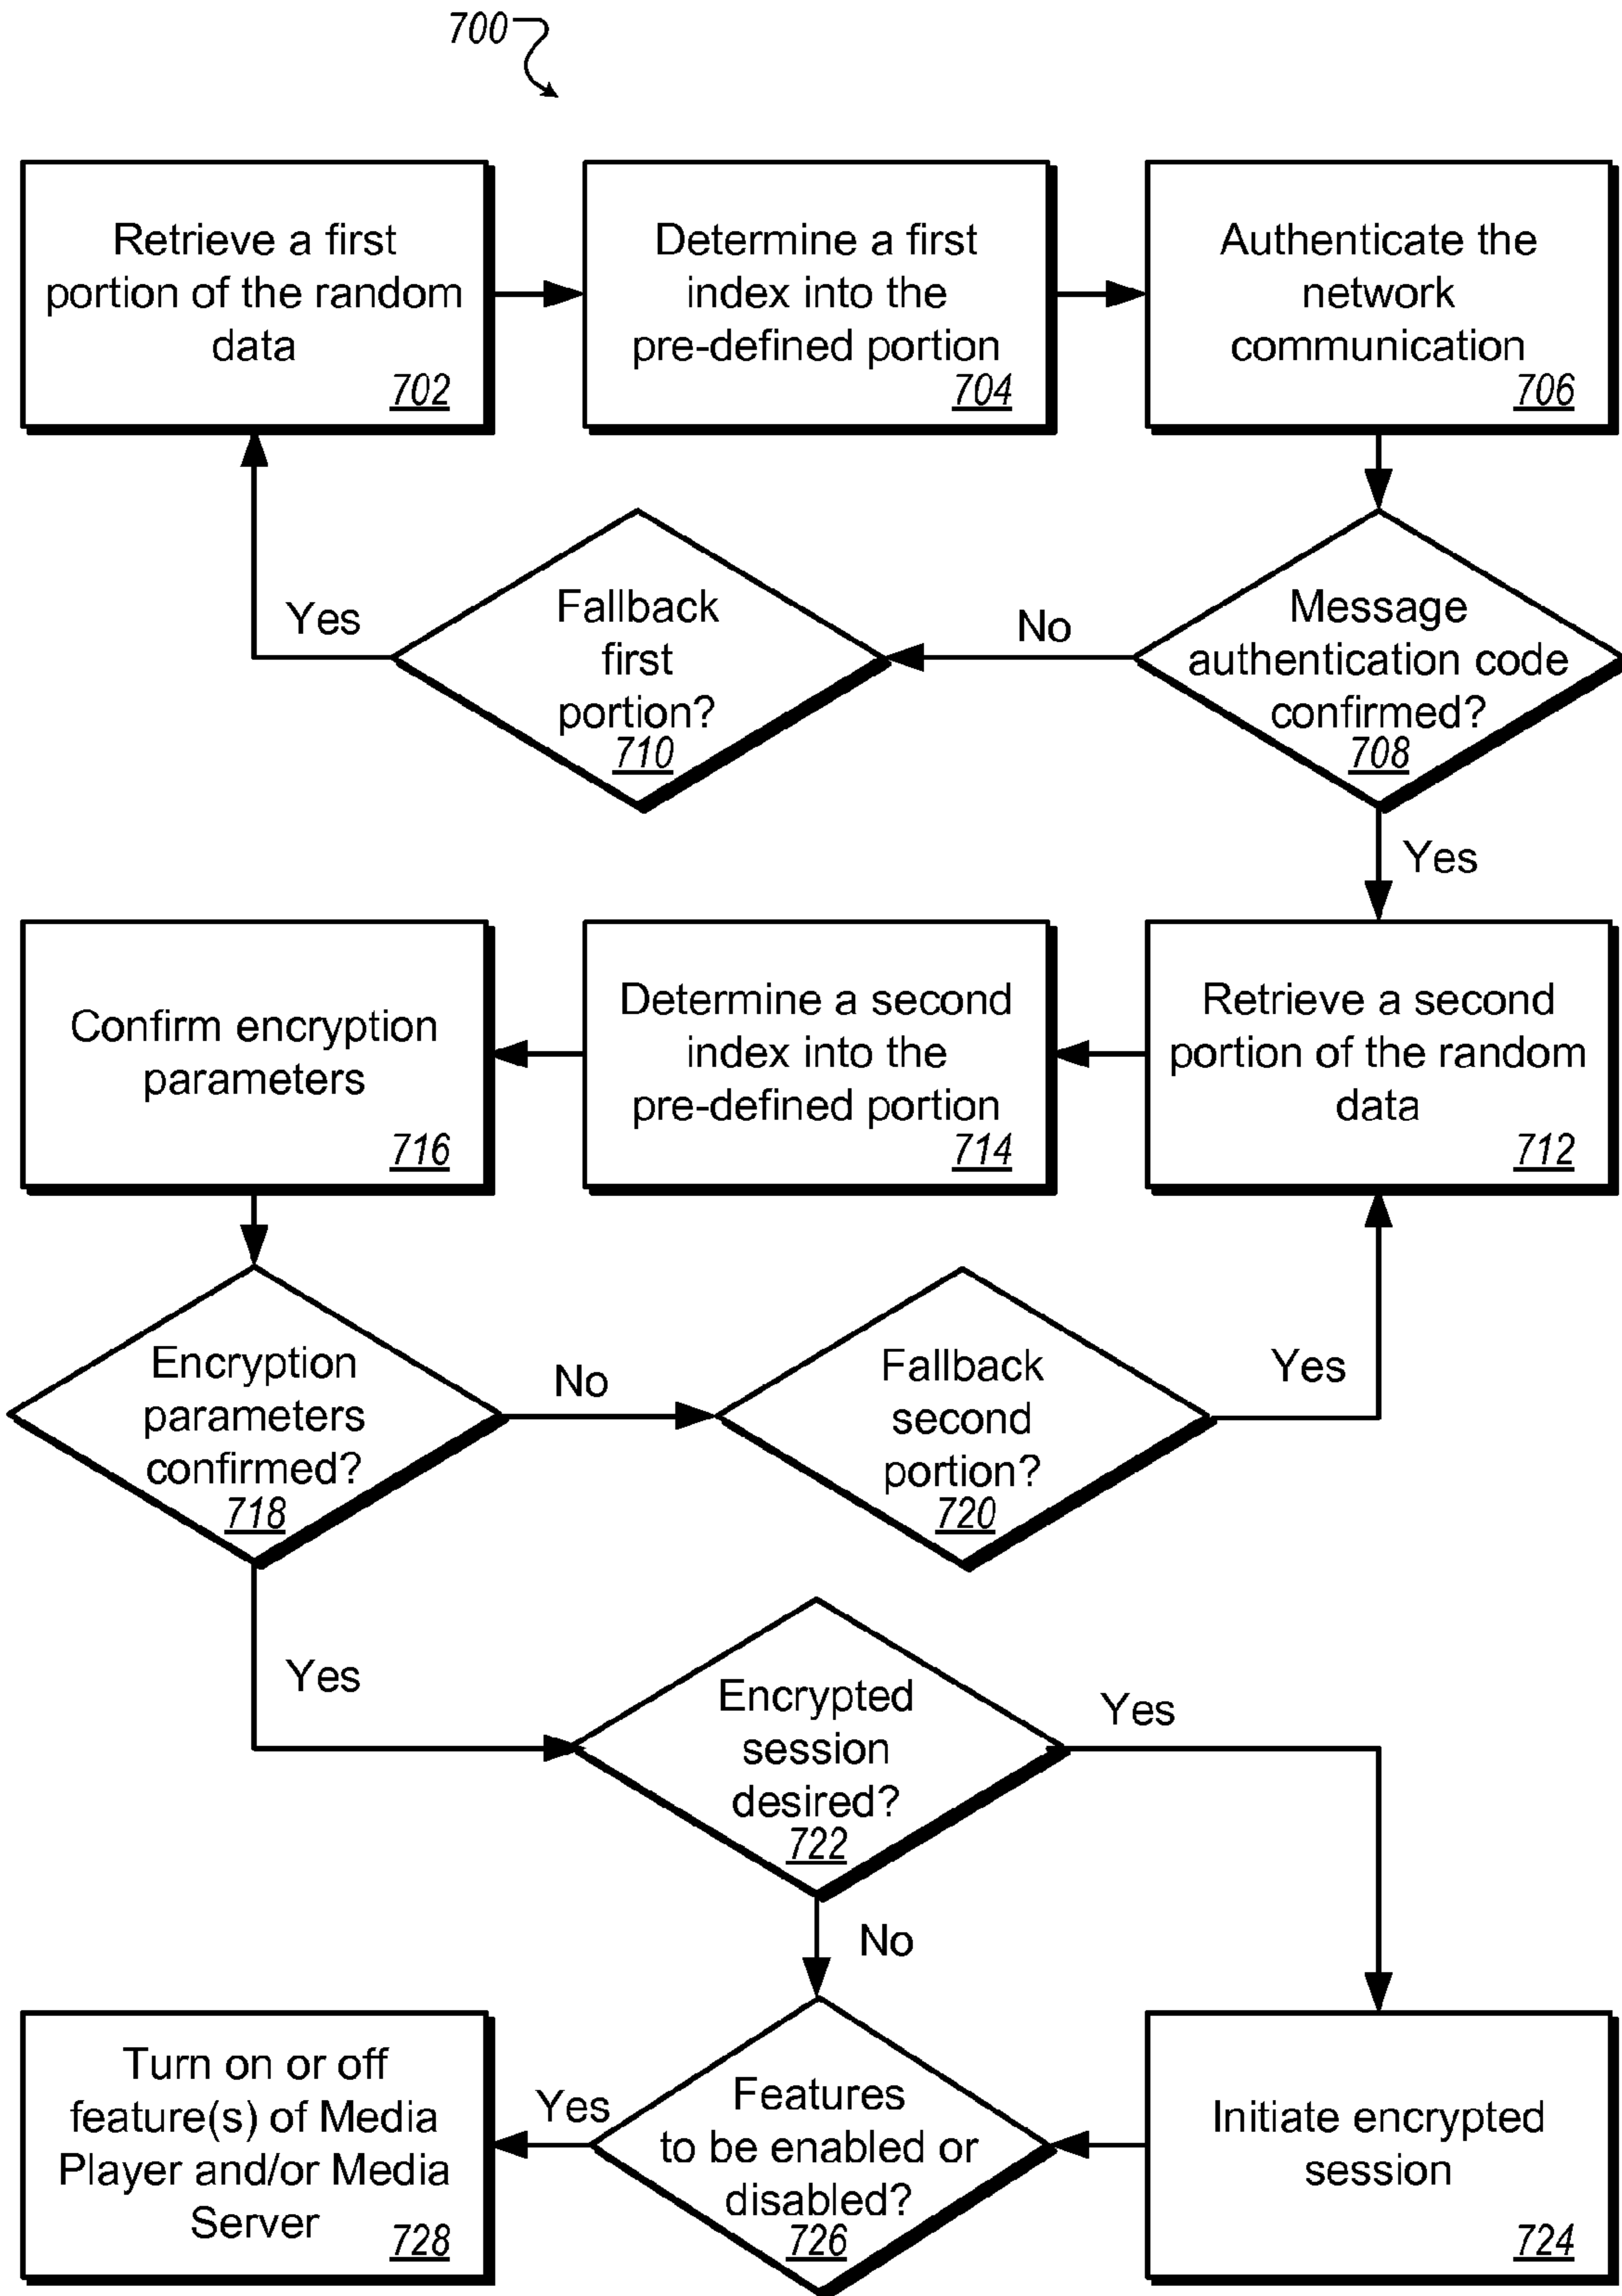 700
Retrieve a first
portion of the random
data
702
Determine a first
index into the
pre-defined portion
704
Authenticate the
network
communication
706
Message
authentication code
confirmed?
708
No
Fallback
first
portion?
710
Yes
Yes
Retrieve a second
portion of the random
data
712
Determine a second
index into the
pre-defined portion
714
Confirm encryption
parameters
716
Encryption
parameters
confirmed?
718
No
Fallback
second
portion?
720
Yes
Yes
Encrypted
session
desired?
722
Yes
No
Initiate encrypted
session
724
Features
to be enabled or
disabled?
726
Yes
Turn on or off
feature(s) of Media
Player and/or Media
Server
728